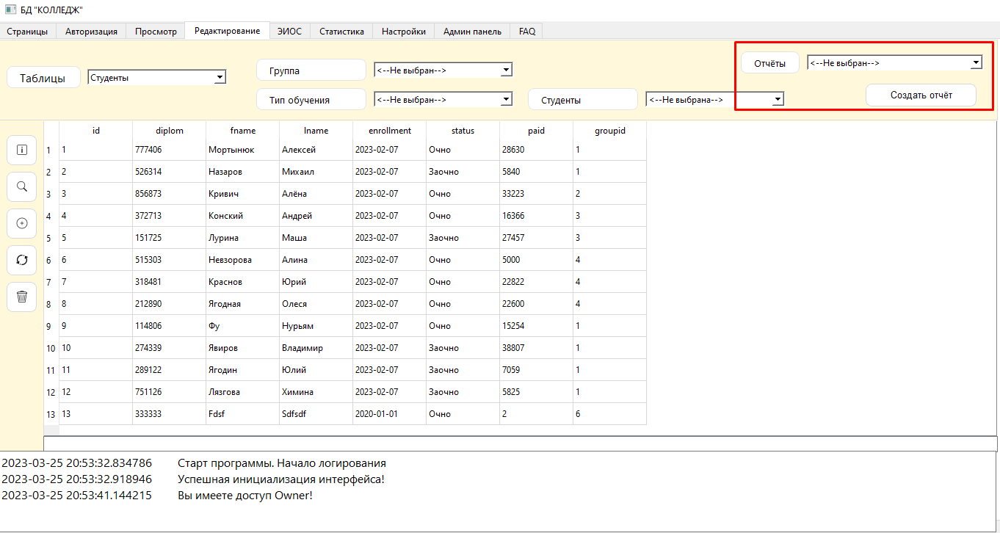 БД "КОЛЛЕДЖ"
Страницы Авторизация Просмотр Редактирование ЭИОС Статистика Настройки Админ панель FAQ
Таблицы Студенты Группа <--Не выбран--> Отчёты <--Не выбран-->
Тип обучения <--Не выбран--> Студенты <--Не выбрана--> Создать отчёт
id diplom fname lname enrollment status paid groupid
1 1 777406 Мортынюк Алексей 2023-02-07 Очно 28630 1
2 2 526314 Назаров Михаил 2023-02-07 Заочно 5840 1
3 3 856873 Кривич Алёна 2023-02-07 Очно 33223 2
4 4 372713 Конский Андрей 2023-02-07 Очно 16366 3
5 5 151725 Лурина Маша 2023-02-07 Заочно 27457 3
6 6 515303 Невзорова Алина 2023-02-07 Очно 5000 4
7 7 318481 Краснов Юрий 2023-02-07 Очно 22822 4
8 8 212890 Ягодная Олеся 2023-02-07 Очно 22600 4
9 9 114806 Фу Нурьям 2023-02-07 Очно 15254 1
10 10 274339 Явиров Владимир 2023-02-07 Заочно 38807 1
11 11 289122 Ягодин Юлий 2023-02-07 Заочно 7059 1
12 12 751126 Лязгова Химина 2023-02-07 Заочно 5825 1
13 13 333333 Fdsf Sdfsdf 2020-01-01 Очно 2 6
2023-03-25 20:53:32.834786 Старт программы. Начало логирования
2023-03-25 20:53:32.918946 Успешная инициализация интерфейса!
2023-03-25 20:53:41.144215 Вы имеете доступ Owner!